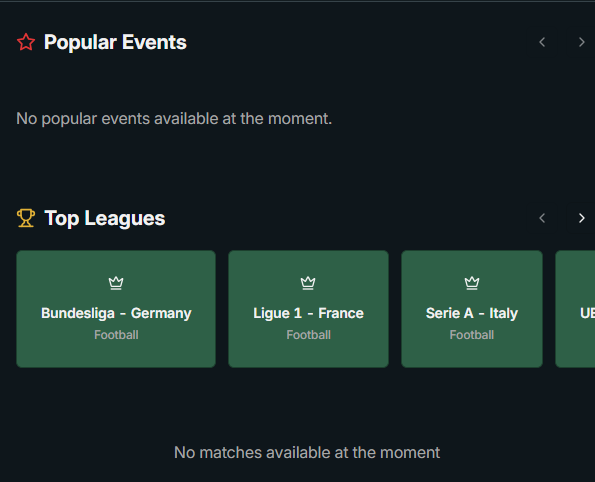 Popular Events
No popular events available at the moment.
Top Leagues
Bundesliga - Germany
Football
Ligue 1 - France
Football
Serie A - Italy
Football
UE
No matches available at the moment